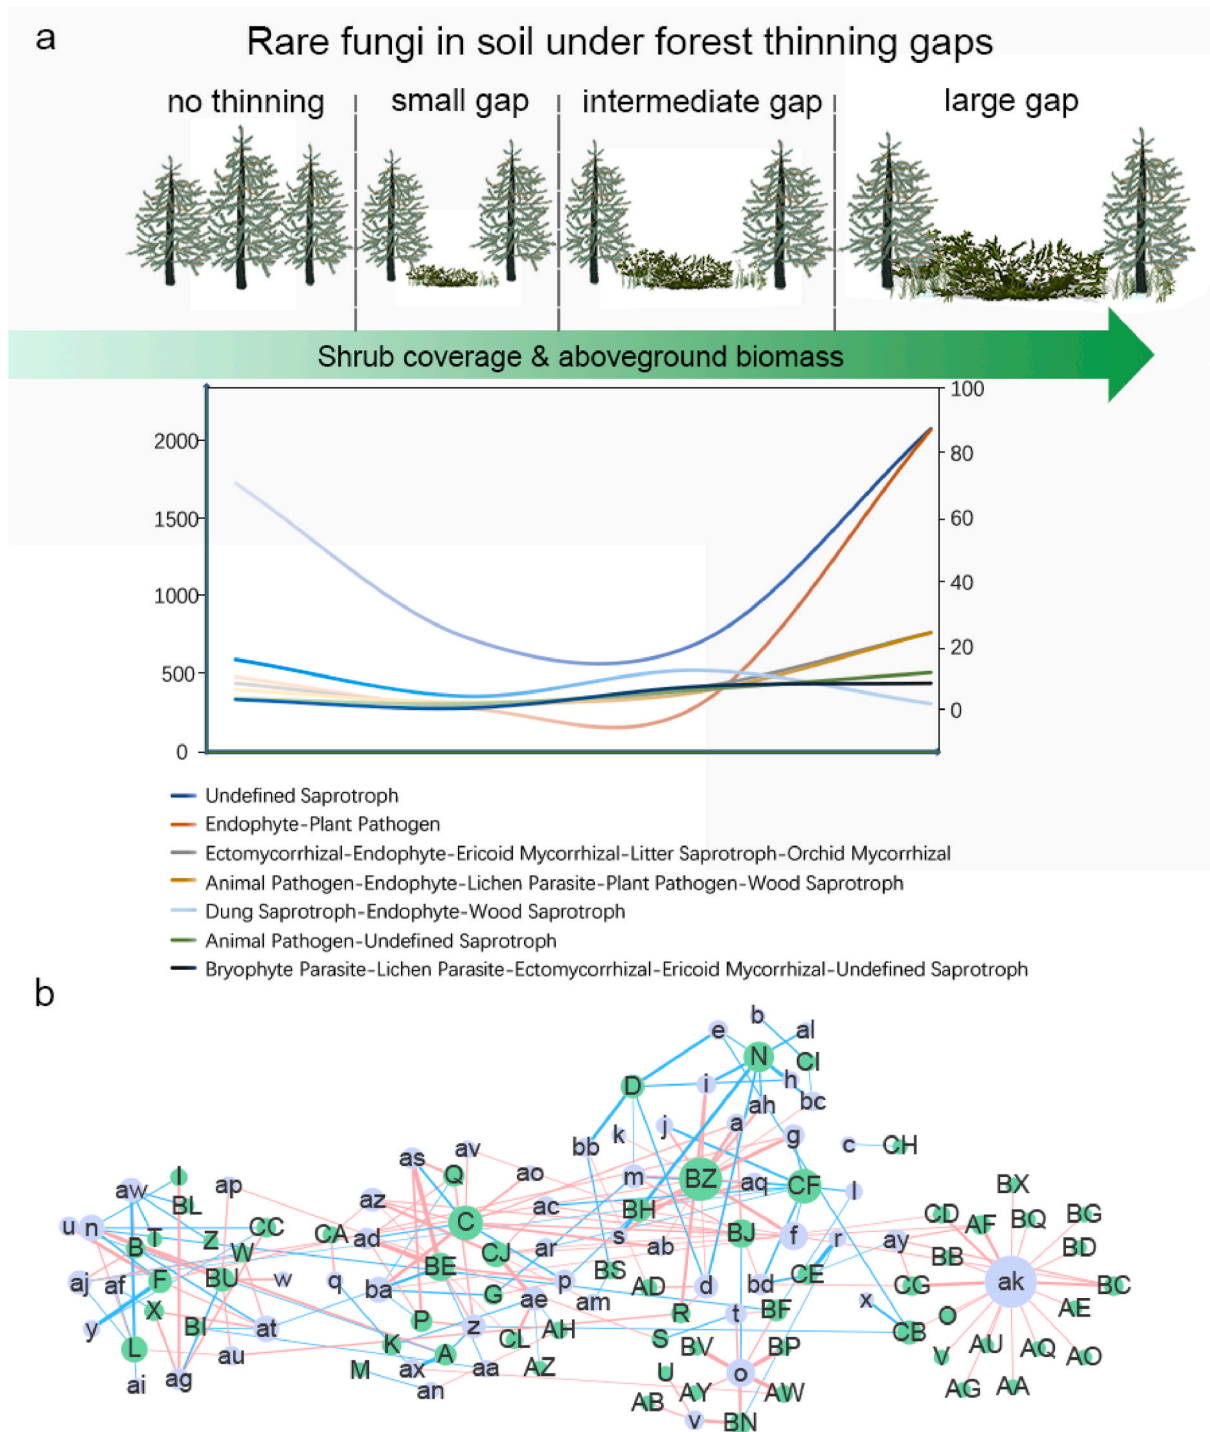 a
Rare fungi in soil under forest thinning gaps
no thinning
small gap
intermediate gap
large gap
Shrub coverage & aboveground biomass
2000
1500
1000
500
0
100
80
60
40
20
0
Undefined Saprotroph
Endophyte-Plant Pathogen
Ectomycorrhizal-Endophyte-Ericoid Mycorrhizal-Litter Saprotroph-Orchid Mycorrhizal
Animal Pathogen-Endophyte-Lichen Parasite-Plant Pathogen-Wood Saprotroph
Dung Saprotroph-Endophyte-Wood Saprotroph
Animal Pathogen-Undefined Saprotroph
Bryophyte Parasite-Lichen Parasite-Ectomycorrhizal-Ericoid Mycorrhizal-Undefined Saprotroph
b
b
e
al
N
CI
D
i
h
ah
bc
j
a
k
g
bb
c
CH
as
av
Q
ao
m
BZ
aq
CF
l
I
aw
ap
BL
az
ac
BH
BX
u
n
T
Z
CC
CA
ad
C
CJ
ar
s
ab
BJ
f
r
ay
CD
AF
BQ
BG
B
W
BB
BD
aj
af
F
BU
w
q
ba
BE
G
p
BS
AD
d
bd
CE
CG
ak
BC
X
ae
am
R
t
BF
x
O
AE
y
BI
at
P
z
AH
S
CB
L
au
K
A
CL
BV
BP
V
AU
AQ
AO
ai
ag
M
ax
aa
AZ
U
o
an
AB
AY
AW
AG
AA
v
BN